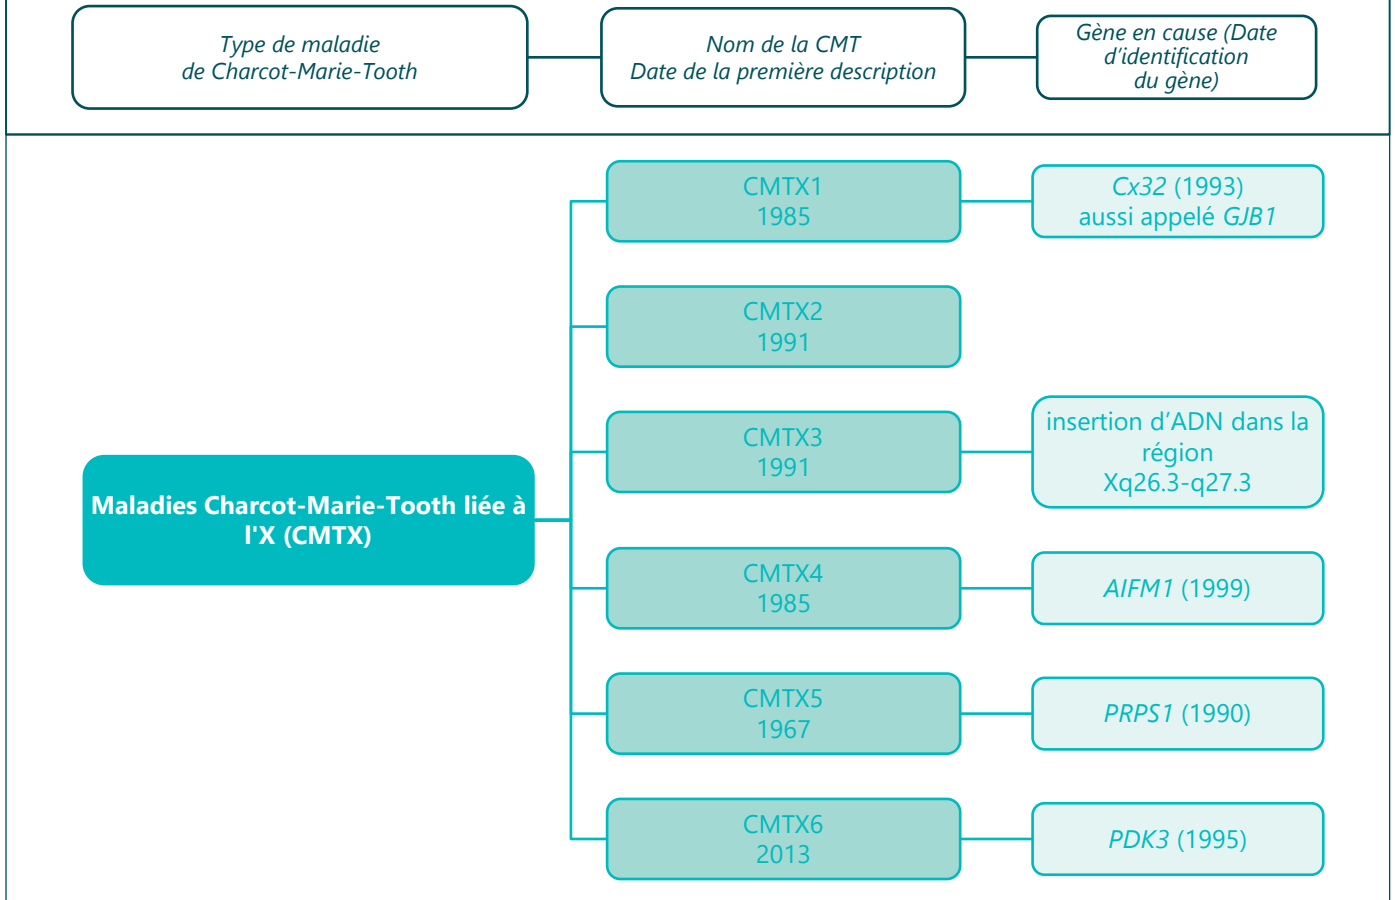 Type de maladie
de Charcot-Marie-Tooth
Nom de la CMT
Date de la première description
Gène en cause (Date
d’identification
du gène)
CMTX1
1985
Cx32 (1993)
aussi appelé GJB1
CMTX2
1991
CMTX3
1991
insertion d’ADN dans la
région
Xq26.3-q27.3
Maladies Charcot-Marie-Tooth liée à
l'X (CMTX)
CMTX4
1985
AIFM1 (1999)
CMTX5
1967
PRPS1 (1990)
CMTX6
2013
PDK3 (1995)